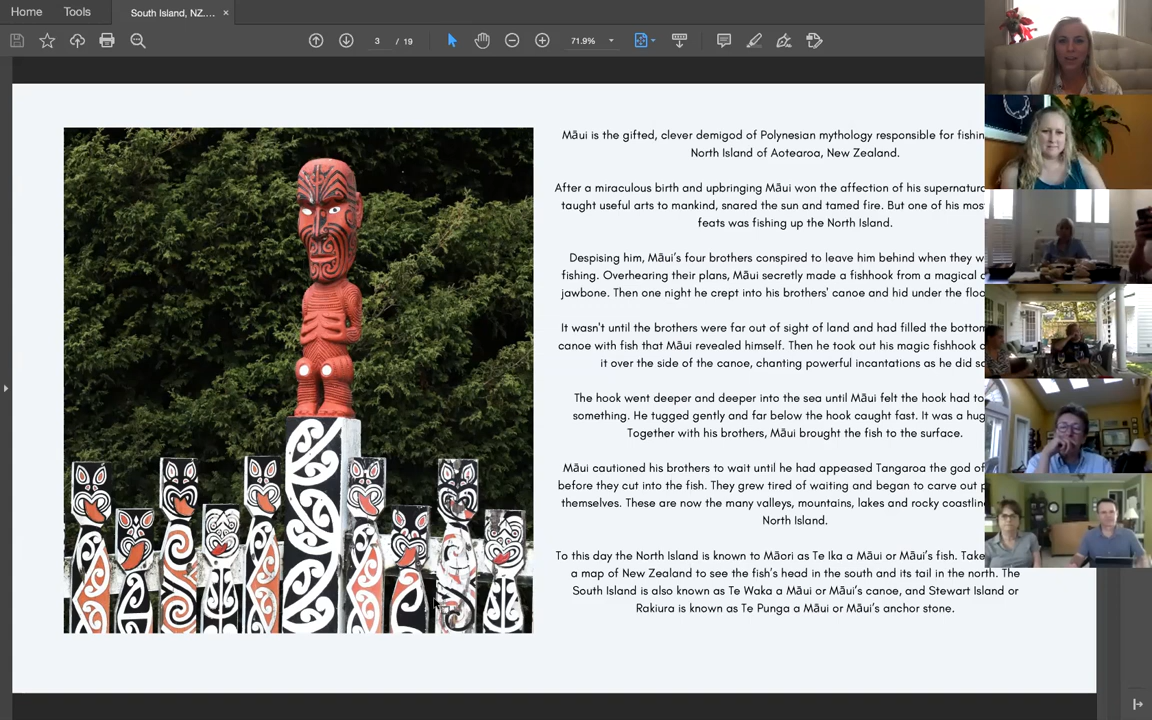 Home Tools South Island, NZ.... ×
3 / 19 71.9%
Māui is the gifted, clever demigod of Polynesian mythology responsible for fishin
North Island of Aotearoa, New Zealand.
After a miraculous birth and upbringing Māui won the affection of his supernatur
taught useful arts to mankind, snared the sun and tamed fire. But one of his mos
feats was fishing up the North Island.
Despising him, Māui's four brothers conspired to leave him behind when they w
fishing. Overhearing their plans, Māui secretly made a fishhook from a magical
jawbone. Then one night he crept into his brothers' canoe and hid under the floo
It wasn't until the brothers were far out of sight of land and had filled the bottom
canoe with fish that Māui revealed himself. Then he took out his magic fishhook
it over the side of the canoe, chanting powerful incantations as he did so
The hook went deeper and deeper into the sea until Māui felt the hook had to
something. He tugged gently and far below the hook caught fast. It was a hug
Together with his brothers, Māui brought the fish to the surface.
Māui cautioned his brothers to wait until he had appeased Tangaroa the god of
before they cut into the fish. They grew tired of waiting and began to carve out p
themselves. These are now the many valleys, mountains, lakes and rocky coastlin
North Island.
To this day the North Island is known to Māori as Te Ika a Māui or Māui's fish. Take
a map of New Zealand to see the fish's head in the south and its tail in the north. The
South Island is also known as Te Waka a Māui or Māui's canoe, and Stewart Island or
Rakiura is known as Te Punga a Māui or Māui's anchor stone.